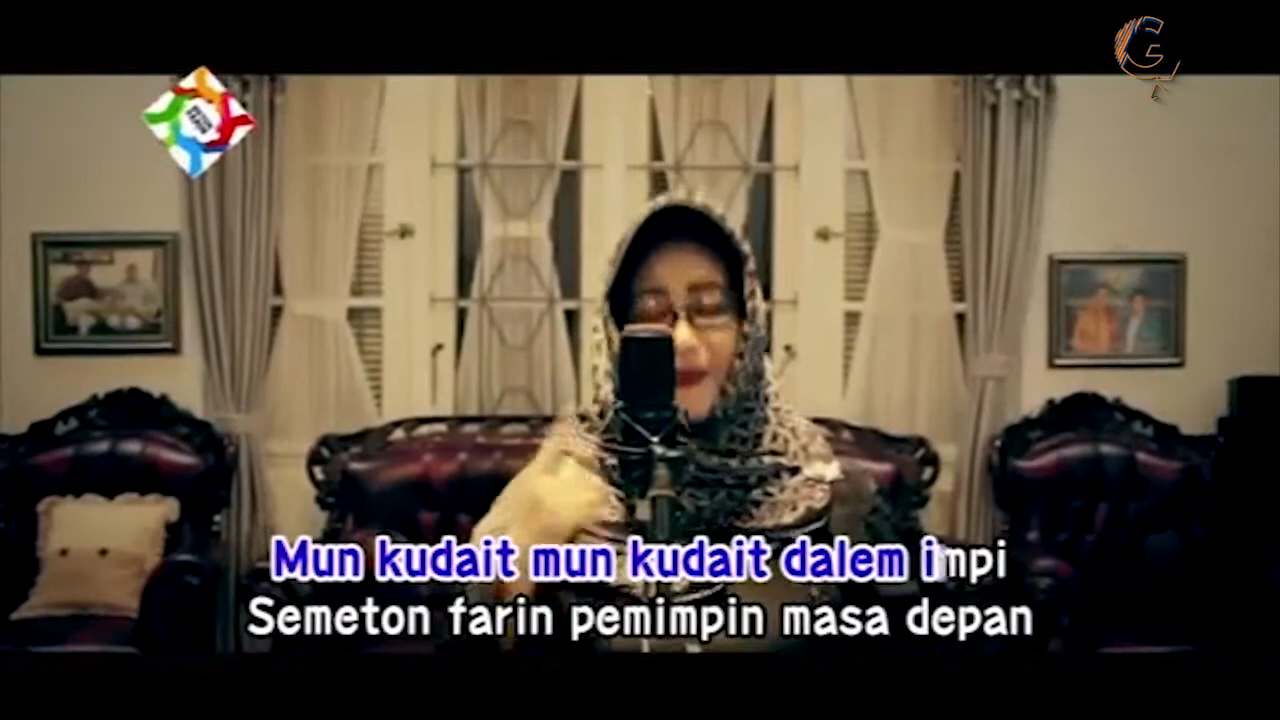 Mun kudait mun kudait dalem impi
Semeton farin pemimpin masa depan